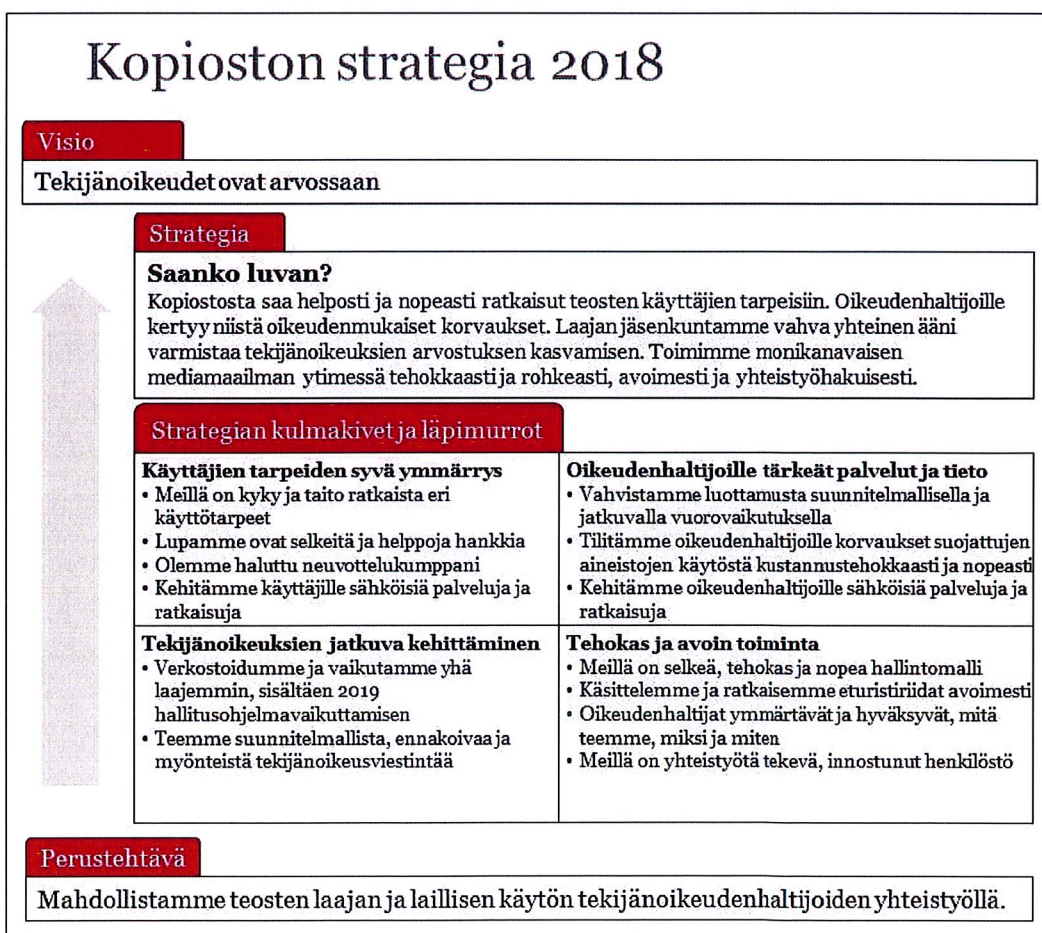 Kopioston strategia 2018
Visio
Tekijänoikeudet ovat arvossaan
Strategia
Saanko luvan?
Kopiostosta saa helposti ja nopeasti ratkaisut teosten käyttäjien tarpeisiin. Oikeudenhaltijoille
kertyy niistä oikeudenmukaiset korvaukset. Laajan jäsenkuntamme vahva yhteinen ääni
varmistaa tekijänoikeuksien arvostuksen kasvamisen. Toimimme monikanavaisen
mediamaailman ytimessä tehokkaasti ja rohkeasti, avoimesti ja yhteistyöhakuisesti.
Strategian kulmakivet ja läpimurrot
Käyttäjien tarpeiden syvä ymmärrys
• Meillä on kyky ja taito ratkaista eri
käyttötarpeet
• Lupamme ovat selkeitä ja helppoja hankkia
• Olemme haluttu neuvottelukumppani
• Kehitämme käyttäjille sähköisiä palveluja ja
ratkaisuja
Oikeudenhaltijoille tärkeät palvelut ja tieto
• Vahvistamme luottamusta suunnitelmallisella ja
jatkuvalla vuorovaikutuksella
• Tilitämme oikeudenhaltijoille korvaukset suojattujen
aineistojen käytöstä kustannustehokkaasti ja nopeasti
• Kehitämme oikeudenhaltijoille sähköisiä palveluja ja
ratkaisuja
Tekijänoikeuksien jatkuva kehittäminen
• Verkostoidumme ja vaikutamme yhä
laajemmin, sisältäen 2019
hallitusohjelmavaikuttamisen
• Teemme suunnitelmallista, ennakoivaa ja
myönteistä tekijänoikeusviestintää
Tehokas ja avoin toiminta
• Meillä on selkeä, tehokas ja nopea hallintomalli
• Käsittelemme ja ratkaisemme eturistiriidat avoimesti
• Oikeudenhaltijat ymmärtävät ja hyväksyvät, mitä
teemme, miksi ja miten
• Meillä on yhteistyötä tekevä, innostunut henkilöstö
Perustehtävä
Mahdollistamme teosten laajan ja laillisen käytön tekijänoikeudenhaltijoiden yhteistyöllä.